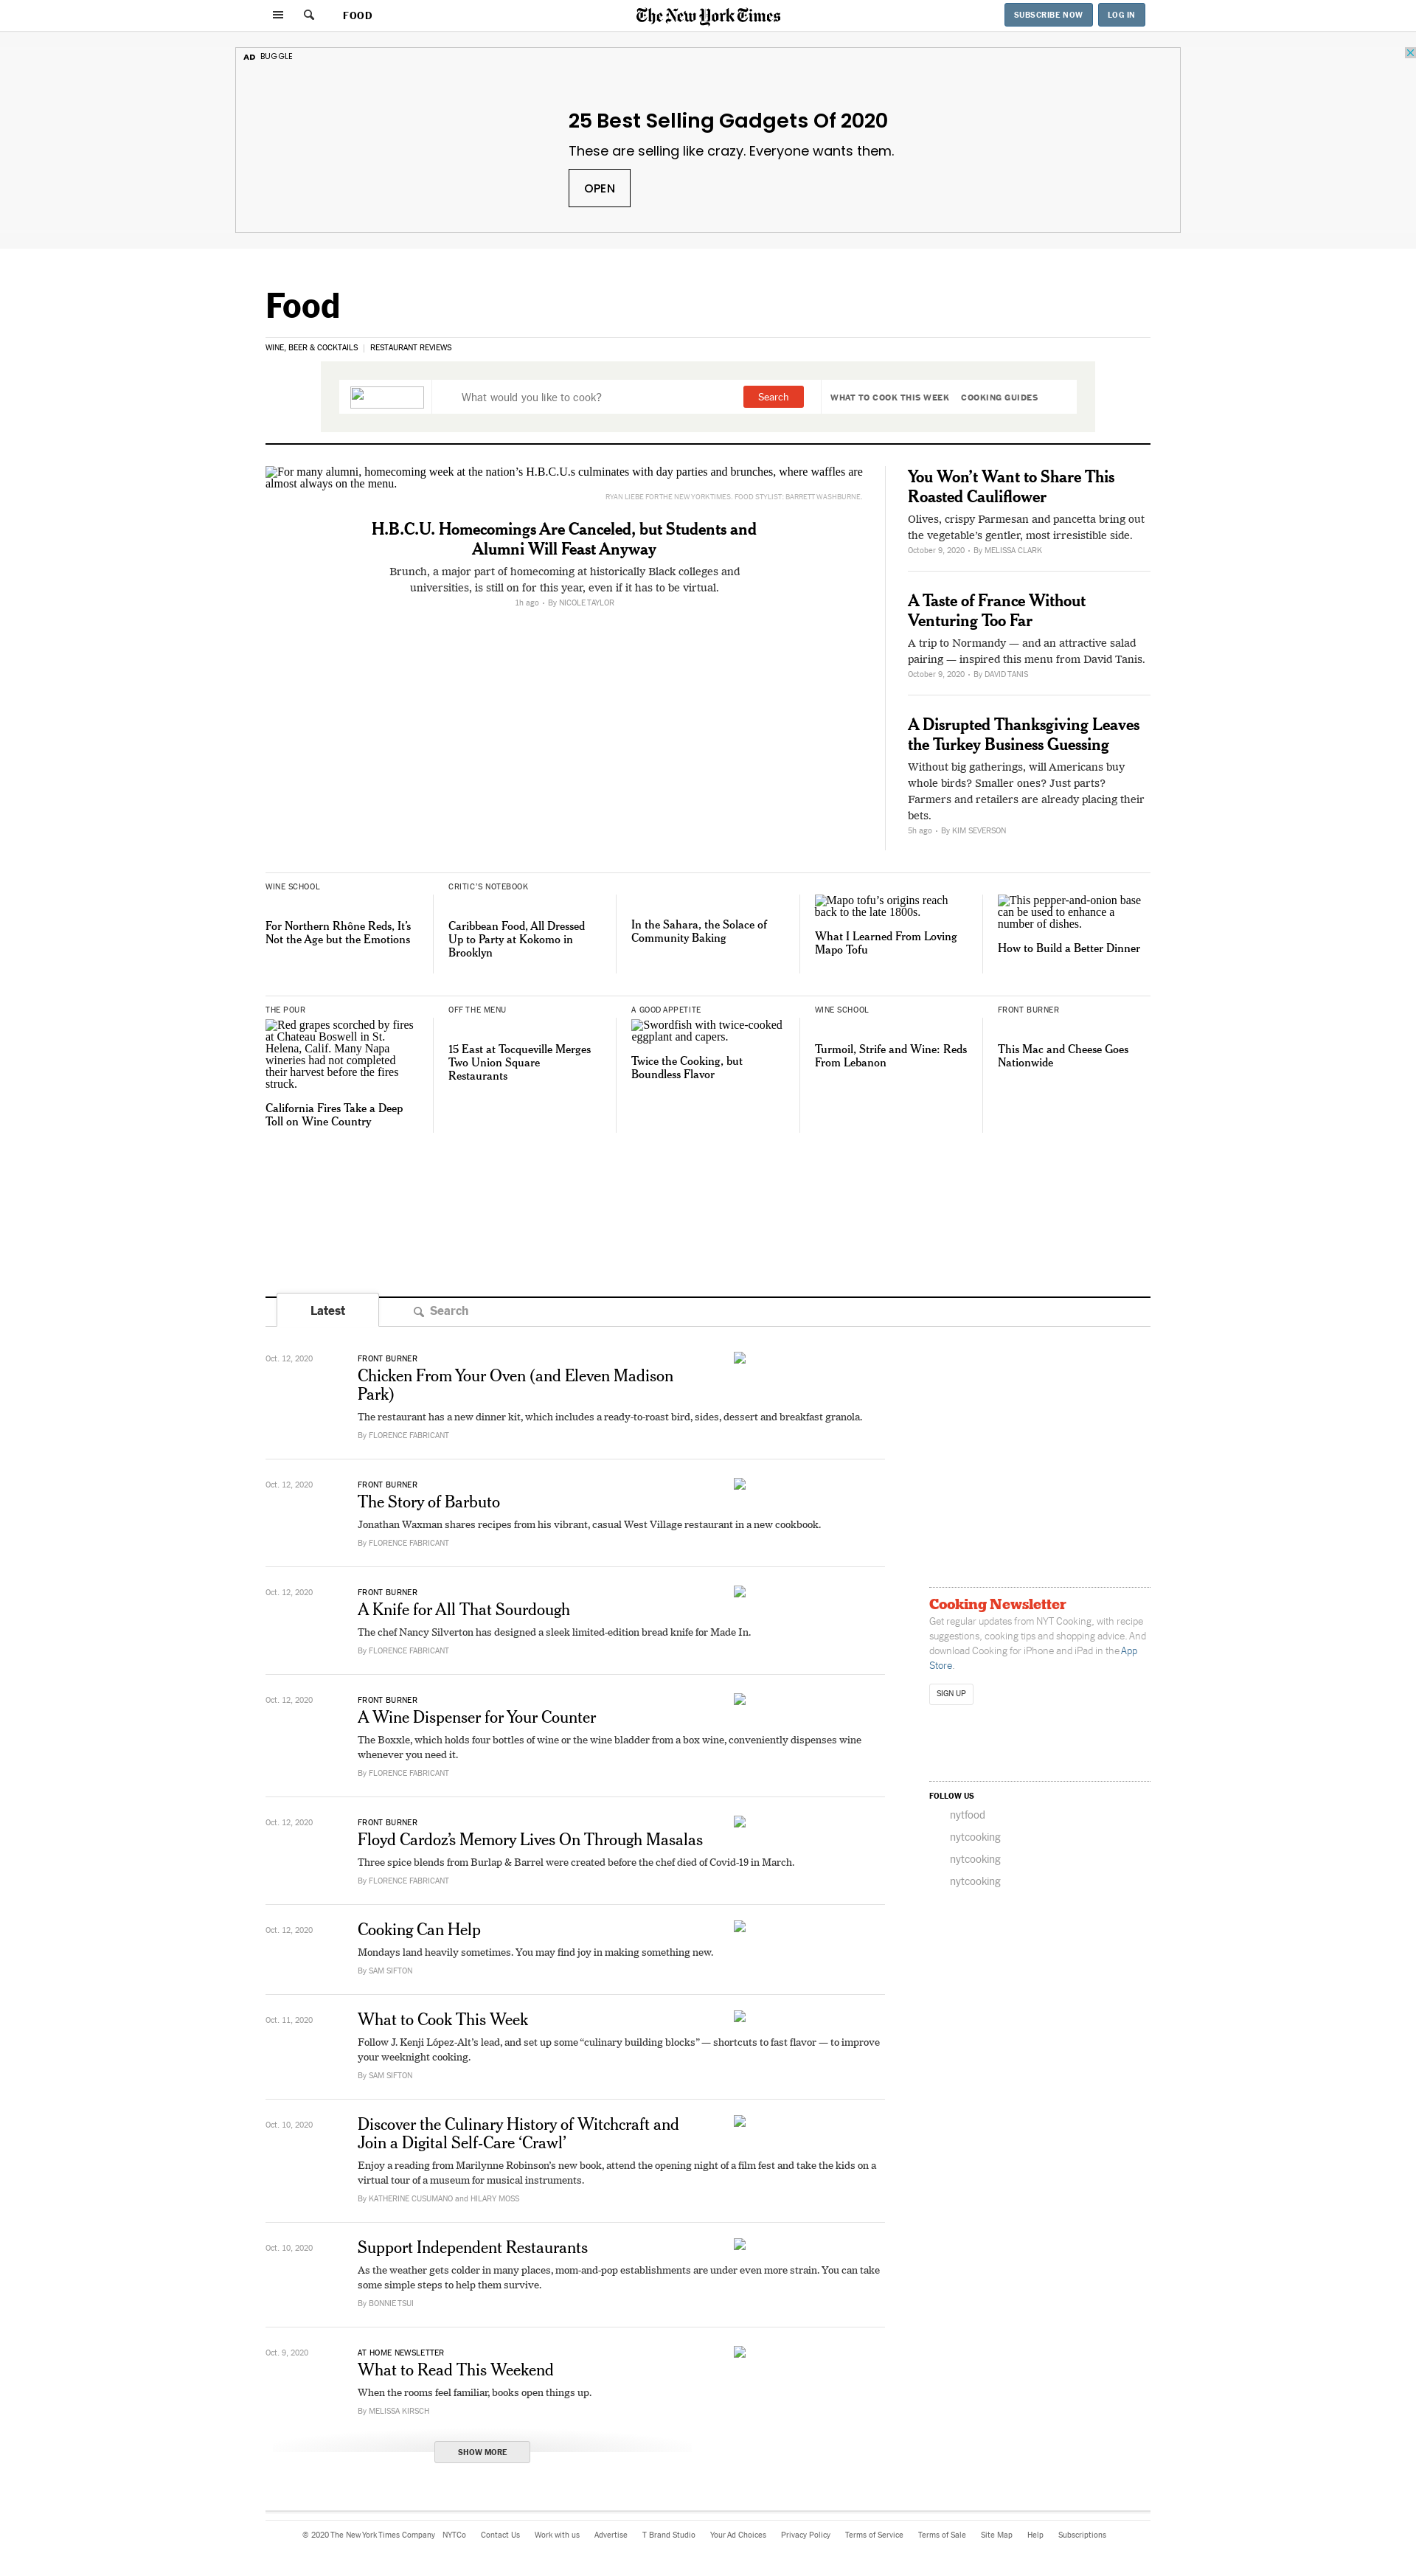 FOOD
The New York Times
SUBSCRIBE NOW
LOG IN
AD BUGGLE
25 Best Selling Gadgets Of 2020
These are selling like crazy. Everyone wants them.
OPEN
Food
WINE, BEER & COCKTAILS
RESTAURANT REVIEWS
What would you like to cook?
Search
WHAT TO COOK THIS WEEK
COOKING GUIDES
For many alumni, homecoming week at the nation’s H.B.C.U.s culminates with day parties and brunches, where waffles are
almost always on the menu.
RYAN LIEBE FOR THE NEW YORK TIMES. FOOD STYLIST: BARRETT WASHBURNE.
H.B.C.U. Homecomings Are Canceled, but Students and
Alumni Will Feast Anyway
Brunch, a major part of homecoming at historically Black colleges and
universities, is still on for this year, even if it has to be virtual.
1h ago • By NICOLE TAYLOR
You Won’t Want to Share This
Roasted Cauliflower
Olives, crispy Parmesan and pancetta bring out
the vegetable’s gentler, most irresistible side.
October 9, 2020 • By MELISSA CLARK
A Taste of France Without
Venturing Too Far
A trip to Normandy — and an attractive salad
pairing — inspired this menu from David Tanis.
October 9, 2020 • By DAVID TANIS
A Disrupted Thanksgiving Leaves
the Turkey Business Guessing
Without big gatherings, will Americans buy
whole birds? Smaller ones? Just parts?
Farmers and retailers are already placing their
bets.
5h ago • By KIM SEVERSON
WINE SCHOOL
For Northern Rhône Reds, It’s
Not the Age but the Emotions
CRITIC’S NOTEBOOK
Caribbean Food, All Dressed
Up to Party at Kokomo in
Brooklyn
In the Sahara, the Solace of
Community Baking
Mapo tofu’s origins reach
back to the late 1800s.
What I Learned From Loving
Mapo Tofu
This pepper-and-onion base
can be used to enhance a
number of dishes.
How to Build a Better Dinner
THE POUR
Red grapes scorched by fires
at Chateau Boswell in St.
Helena, Calif. Many Napa
wineries had not completed
their harvest before the fires
struck.
California Fires Take a Deep
Toll on Wine Country
OFF THE MENU
15 East at Tocqueville Merges
Two Union Square
Restaurants
A GOOD APPETITE
Swordfish with twice-cooked
eggplant and capers.
Twice the Cooking, but
Boundless Flavor
WINE SCHOOL
Turmoil, Strife and Wine: Reds
From Lebanon
FRONT BURNER
This Mac and Cheese Goes
Nationwide
Latest
Search
Oct. 12, 2020
FRONT BURNER
Chicken From Your Oven (and Eleven Madison
Park)
The restaurant has a new dinner kit, which includes a ready-to-roast bird, sides, dessert and breakfast granola.
By FLORENCE FABRICANT
Oct. 12, 2020
FRONT BURNER
The Story of Barbuto
Jonathan Waxman shares recipes from his vibrant, casual West Village restaurant in a new cookbook.
By FLORENCE FABRICANT
Oct. 12, 2020
FRONT BURNER
A Knife for All That Sourdough
The chef Nancy Silverton has designed a sleek limited-edition bread knife for Made In.
By FLORENCE FABRICANT
Oct. 12, 2020
FRONT BURNER
A Wine Dispenser for Your Counter
The Boxxle, which holds four bottles of wine or the wine bladder from a box wine, conveniently dispenses wine
whenever you need it.
By FLORENCE FABRICANT
Oct. 12, 2020
FRONT BURNER
Floyd Cardoz’s Memory Lives On Through Masalas
Three spice blends from Burlap & Barrel were created before the chef died of Covid-19 in March.
By FLORENCE FABRICANT
Oct. 12, 2020
Cooking Can Help
Mondays land heavily sometimes. You may find joy in making something new.
By SAM SIFTON
Oct. 11, 2020
What to Cook This Week
Follow J. Kenji López-Alt’s lead, and set up some “culinary building blocks” — shortcuts to fast flavor — to improve
your weeknight cooking.
By SAM SIFTON
Oct. 10, 2020
Discover the Culinary History of Witchcraft and
Join a Digital Self-Care ‘Crawl’
Enjoy a reading from Marilynne Robinson’s new book, attend the opening night of a film fest and take the kids on a
virtual tour of a museum for musical instruments.
By KATHERINE CUSUMANO and HILARY MOSS
Oct. 10, 2020
Support Independent Restaurants
As the weather gets colder in many places, mom-and-pop establishments are under even more strain. You can take
some simple steps to help them survive.
By BONNIE TSUI
Oct. 9, 2020
AT HOME NEWSLETTER
What to Read This Weekend
When the rooms feel familiar, books open things up.
By MELISSA KIRSCH
SHOW MORE
Cooking Newsletter
Get regular updates from NYT Cooking, with recipe
suggestions, cooking tips and shopping advice. And
download Cooking for iPhone and iPad in the App
Store.
SIGN UP
FOLLOW US
nytfood
nytcooking
nytcooking
nytcooking
© 2020 The New York Times Company
NYTCo
Contact Us
Work with us
Advertise
T Brand Studio
Your Ad Choices
Privacy Policy
Terms of Service
Terms of Sale
Site Map
Help
Subscriptions